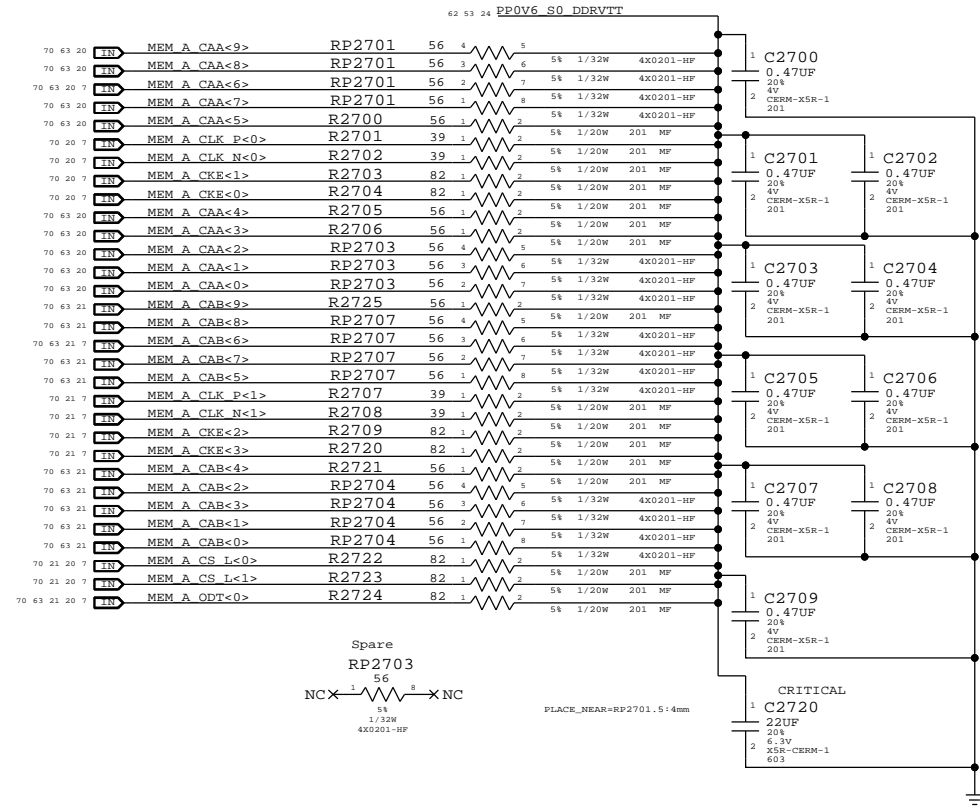 62 53 24 PP0V6_S0_DDRVTT
70 63 20 IN MEM_A_CAA<9> RP2701 56 4 5 5% 1/32W 4X0201-HF
70 63 20 IN MEM_A_CAA<8> RP2701 56 3 6 5% 1/32W 4X0201-HF
70 63 20 7 IN MEM_A_CAA<6> RP2701 56 2 7 5% 1/32W 4X0201-HF
70 63 20 IN MEM_A_CAA<7> RP2701 56 1 8 5% 1/32W 4X0201-HF
70 63 20 IN MEM_A_CAA<5> R2700 56 1 2 5% 1/20W 201 MF
70 20 7 IN MEM_A_CLK_P<0> R2701 39 1 2 5% 1/20W 201 MF
70 20 7 IN MEM_A_CLK_N<0> R2702 39 1 2 5% 1/20W 201 MF
70 20 7 IN MEM_A_CKE<1> R2703 82 1 2 5% 1/20W 201 MF
70 20 7 IN MEM_A_CKE<0> R2704 82 1 2 5% 1/20W 201 MF
70 63 20 IN MEM_A_CAA<4> R2705 56 1 2 5% 1/20W 201 MF
70 63 20 IN MEM_A_CAA<3> R2706 56 1 2 5% 1/20W 201 MF
70 63 20 IN MEM_A_CAA<2> RP2703 56 4 5 5% 1/32W 4X0201-HF
70 63 20 IN MEM_A_CAA<1> RP2703 56 3 6 5% 1/32W 4X0201-HF
70 63 20 IN MEM_A_CAA<0> RP2703 56 2 7 5% 1/32W 4X0201-HF
70 63 21 IN MEM_A_CAB<9> R2725 56 1 2 5% 1/20W 201 MF
70 63 21 IN MEM_A_CAB<8> RP2707 56 4 5 5% 1/32W 4X0201-HF
70 63 21 7 IN MEM_A_CAB<6> RP2707 56 3 6 5% 1/32W 4X0201-HF
70 63 21 IN MEM_A_CAB<7> RP2707 56 2 7 5% 1/32W 4X0201-HF
70 63 21 IN MEM_A_CAB<5> RP2707 56 1 8 5% 1/32W 4X0201-HF
70 21 7 IN MEM_A_CLK_P<1> R2707 39 1 2 5% 1/20W 201 MF
70 21 7 IN MEM_A_CLK_N<1> R2708 39 1 2 5% 1/20W 201 MF
70 21 7 IN MEM_A_CKE<2> R2709 82 1 2 5% 1/20W 201 MF
70 21 7 IN MEM_A_CKE<3> R2720 82 1 2 5% 1/20W 201 MF
70 63 21 IN MEM_A_CAB<4> R2721 56 1 2 5% 1/20W 201 MF
70 63 21 IN MEM_A_CAB<2> RP2704 56 4 5 5% 1/32W 4X0201-HF
70 63 21 IN MEM_A_CAB<3> RP2704 56 3 6 5% 1/32W 4X0201-HF
70 63 21 IN MEM_A_CAB<1> RP2704 56 2 7 5% 1/32W 4X0201-HF
70 63 21 IN MEM_A_CAB<0> RP2704 56 1 8 5% 1/32W 4X0201-HF
70 21 20 7 IN MEM_A_CS_L<0> R2722 82 1 2 5% 1/20W 201 MF
70 21 20 7 IN MEM_A_CS_L<1> R2723 82 1 2 5% 1/20W 201 MF
70 63 21 20 7 IN MEM_A_ODT<0> R2724 82 1 2 5% 1/20W 201 MF
1 C2700
0.47UF
20%
4V
2 CERM-X5R-1
201
1 C2701 1 C2702
0.47UF 0.47UF
20% 20%
4V 4V
2 CERM-X5R-1 2 CERM-X5R-1
201 201
1 C2703 1 C2704
0.47UF 0.47UF
20% 20%
4V 4V
2 CERM-X5R-1 2 CERM-X5R-1
201 201
1 C2705 1 C2706
0.47UF 0.47UF
20% 20%
4V 4V
2 CERM-X5R-1 2 CERM-X5R-1
201 201
1 C2707 1 C2708
0.47UF 0.47UF
20% 20%
4V 4V
2 CERM-X5R-1 2 CERM-X5R-1
201 201
1 C2709
0.47UF
20%
4V
2 CERM-X5R-1
201
CRITICAL
1 C2720
22UF
20%
6.3V
2 X5R-CERM-1
603
Spare
RP2703
56
NC 1 8 NC
5%
1/32W
4X0201-HF
PLACE_NEAR=RP2701.5:4mm